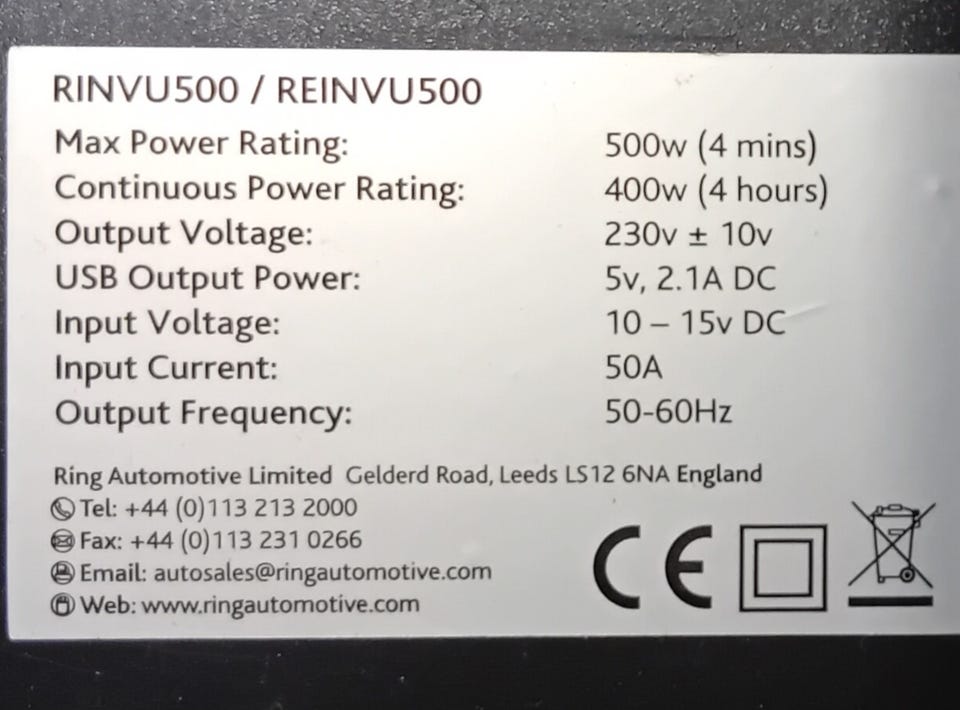 RINVU500 / REINVU500
Max Power Rating: 500w (4 mins)
Continuous Power Rating: 400w (4 hours)
Output Voltage: 230v ± 10v
USB Output Power: 5v, 2.1A DC
Input Voltage: 10 – 15v DC
Input Current: 50A
Output Frequency: 50-60Hz
Ring Automotive Limited Gelderd Road, Leeds LS12 6NA England
Tel: +44 (0)113 213 2000
Fax: +44 (0)113 231 0266
Email: autosales@ringautomotive.com
Web: www.ringautomotive.com
CE